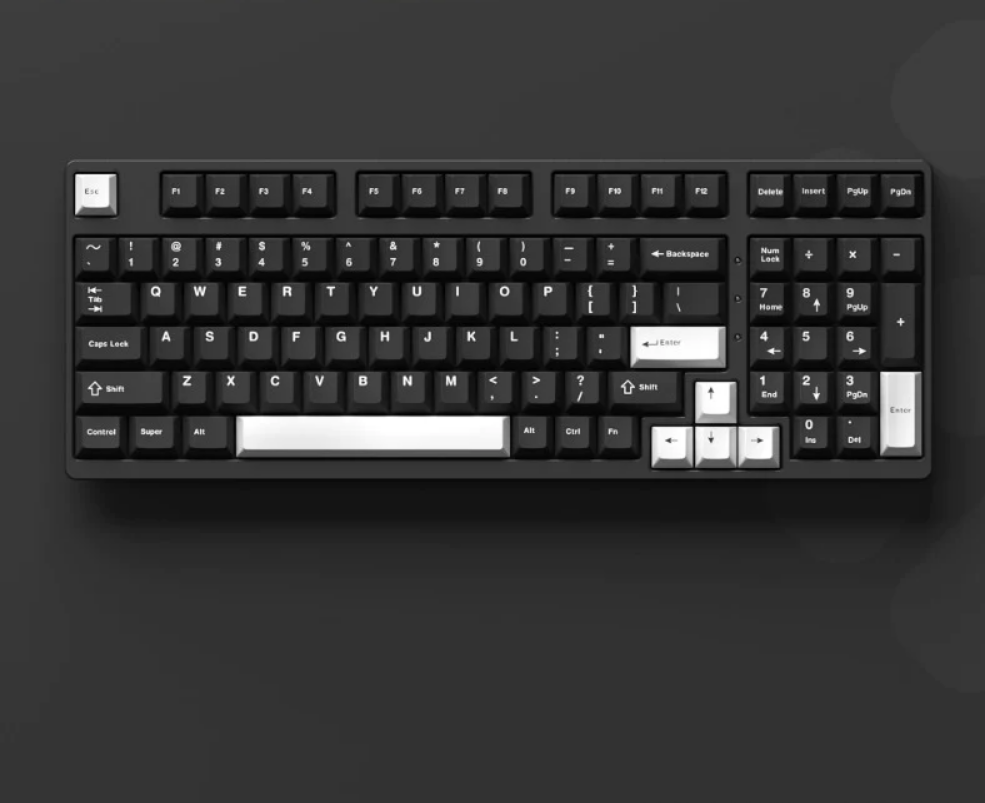 Esc F1 F2 F3 F4 F5 F6 F7 F8 F9 F10 F11 F12 Delete Insert PgUp PgDn
~ ! @ # $ % ^ & * ( ) — +
` 1 2 3 4 5 6 7 8 9 0 - = ← Backspace Num Lock ÷ × −
Tab Q W E R T Y U I O P { } | 7 8 9
[ ] \ Home ↑ PgUp +
Caps Lock A S D F G H J K L : " Enter 4 5 6
; ' ← →
Shift Z X C V B N M < > ? Shift ↑ 1 2 3
, . / End ↓ PgDn Enter
Control Super Alt Alt Ctrl Fn ← ↓ → 0 .
Ins Del